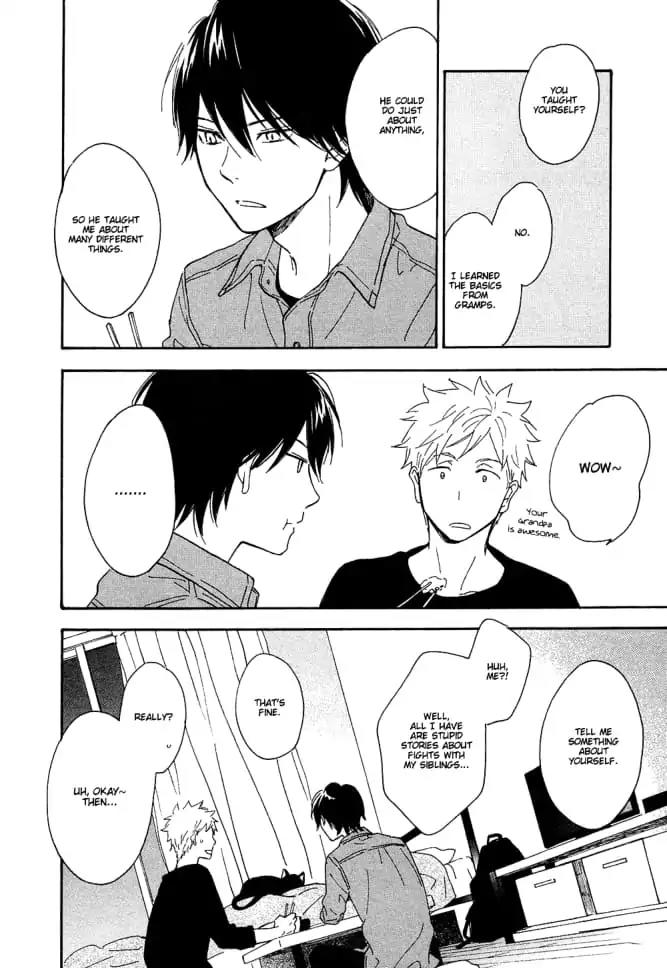 YOU
TAUGHT
YOURSELF?
NO.
I LEARNED
THE BASICS
FROM
GRAMPS.
HE COULD
DO JUST
ABOUT
ANYTHING,
SO HE TAUGHT
ME ABOUT
MANY DIFFERENT
THINGS.
WOW~
Your
Grandpa
is awesome.
.......
TELL ME
SOMETHING
ABOUT
YOURSELF.
HUH,
ME?!
WELL,
ALL I HAVE
ARE STUPID
STORIES ABOUT
FIGHTS WITH
MY SIBLINGS...
THAT'S
FINE.
REALLY?
UH, OKAY~
THEN...